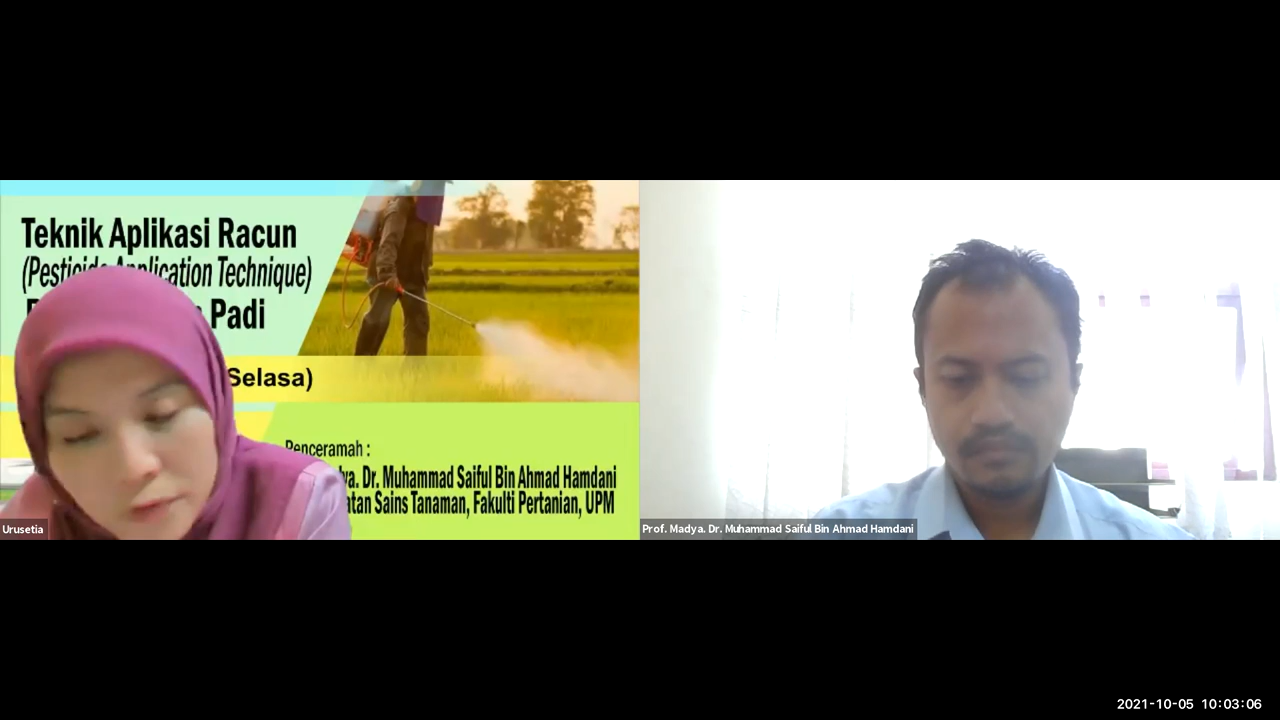 Teknik Aplikasi Racun
(Pesticide Application Technique)
Padi
Selasa)
Penceramah :
Dr. Muhammad Saiful Bin Ahmad Hamdani
Sains Tanaman, Fakulti Pertanian, UPM
Urusetia
Prof. Madya. Dr. Muhammad Saiful Bin Ahmad Hamdani
2021-10-05 10:03:06